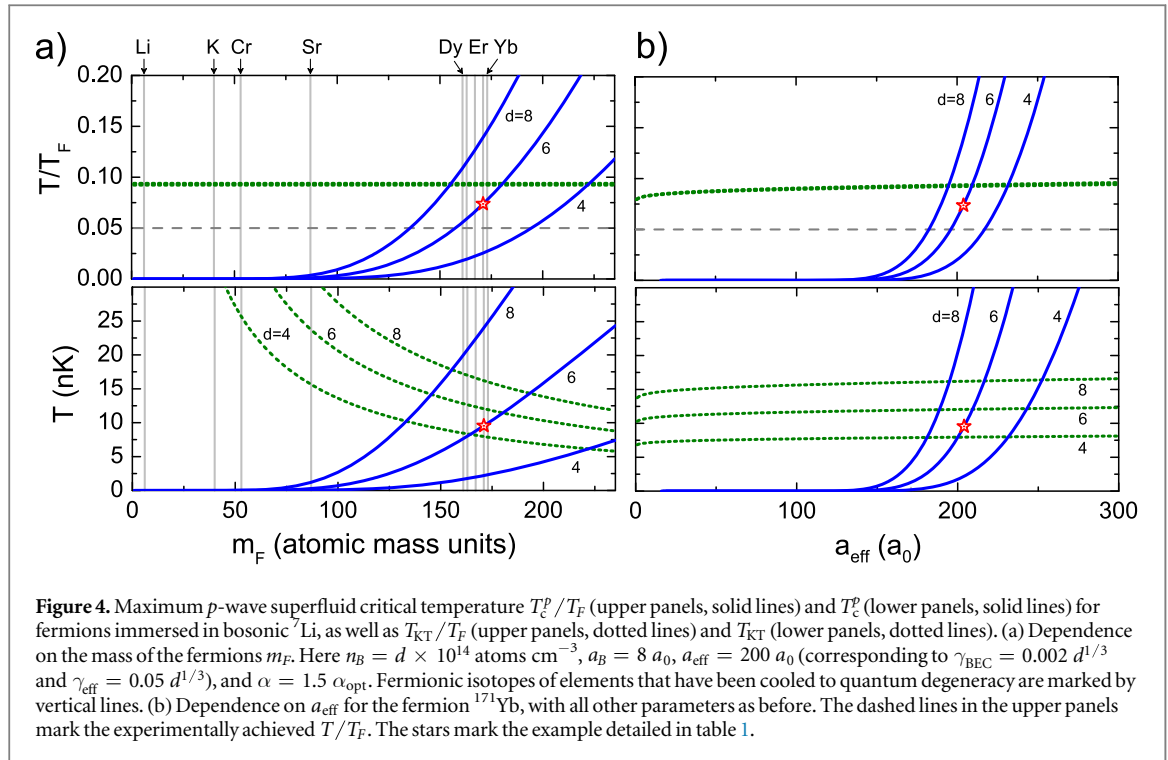 a)
b)
Li K Cr Sr Dy Er Yb
0.20
0.15
0.10
0.05
0.00
T/T_F
d=8
6
4
d=8
6
4
25
20
15
10
5
0
T (nK)
d=4
6
8
8
6
4
d=8
6
4
8
6
4
0 50 100 150 200
m_F (atomic mass units)
0 100 200 300
a_eff (a_0)
Figure 4. Maximum p-wave superfluid critical temperature T_c^p/T_F (upper panels, solid lines) and T_c^p (lower panels, solid lines) for
fermions immersed in bosonic ^7Li, as well as T_KT/T_F (upper panels, dotted lines) and T_KT (lower panels, dotted lines). (a) Dependence
on the mass of the fermions m_F. Here n_B = d × 10^14 atoms cm^−3, a_B = 8 a_0, a_eff = 200 a_0 (corresponding to γ_BEC = 0.002 d^1/3
and γ_eff = 0.05 d^1/3), and α = 1.5 α_opt. Fermionic isotopes of elements that have been cooled to quantum degeneracy are marked by
vertical lines. (b) Dependence on a_eff for the fermion ^171Yb, with all other parameters as before. The dashed lines in the upper panels
mark the experimentally achieved T/T_F. The stars mark the example detailed in table 1.